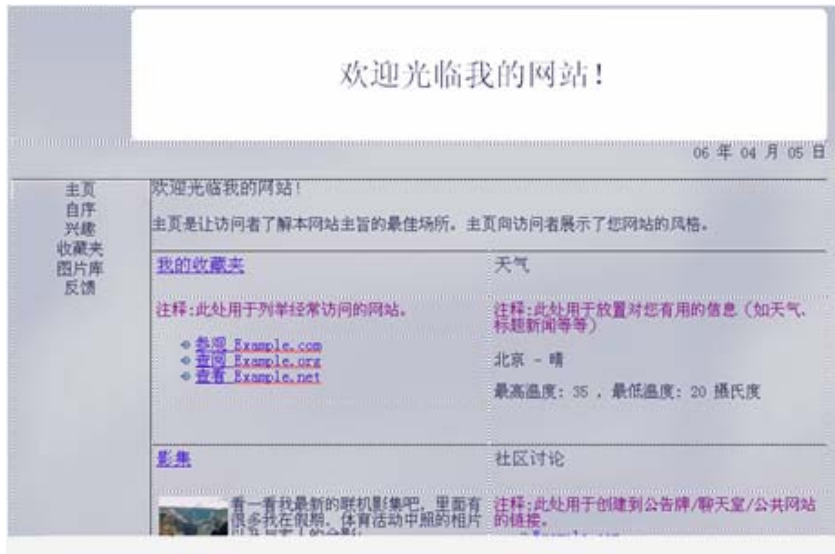 欢迎光临我的网站！
06 年 04 月 05 日
主页
自序
兴趣
收藏夹
图片库
反馈
欢迎光临我的网站!
主页是让访问者了解本网站主旨的最佳场所。主页向访问者展示了您网站的风格。
我的收藏夹
注释:此处用于列举经常访问的网站。
参阅 Example.com
查阅 Example.org
查看 Example.net
天气
注释:此处用于放置对您有用的信息（如天气、
标题新闻等等）
北京 - 晴
最高温度: 35 ，最低温度: 20 摄氏度
影集
看一看我最新的联机影集吧，里面有
很多我在假期、体育活动中照的相片
社区讨论
注释:此处用于创建到公告牌/聊天室/公共网站
的链接。